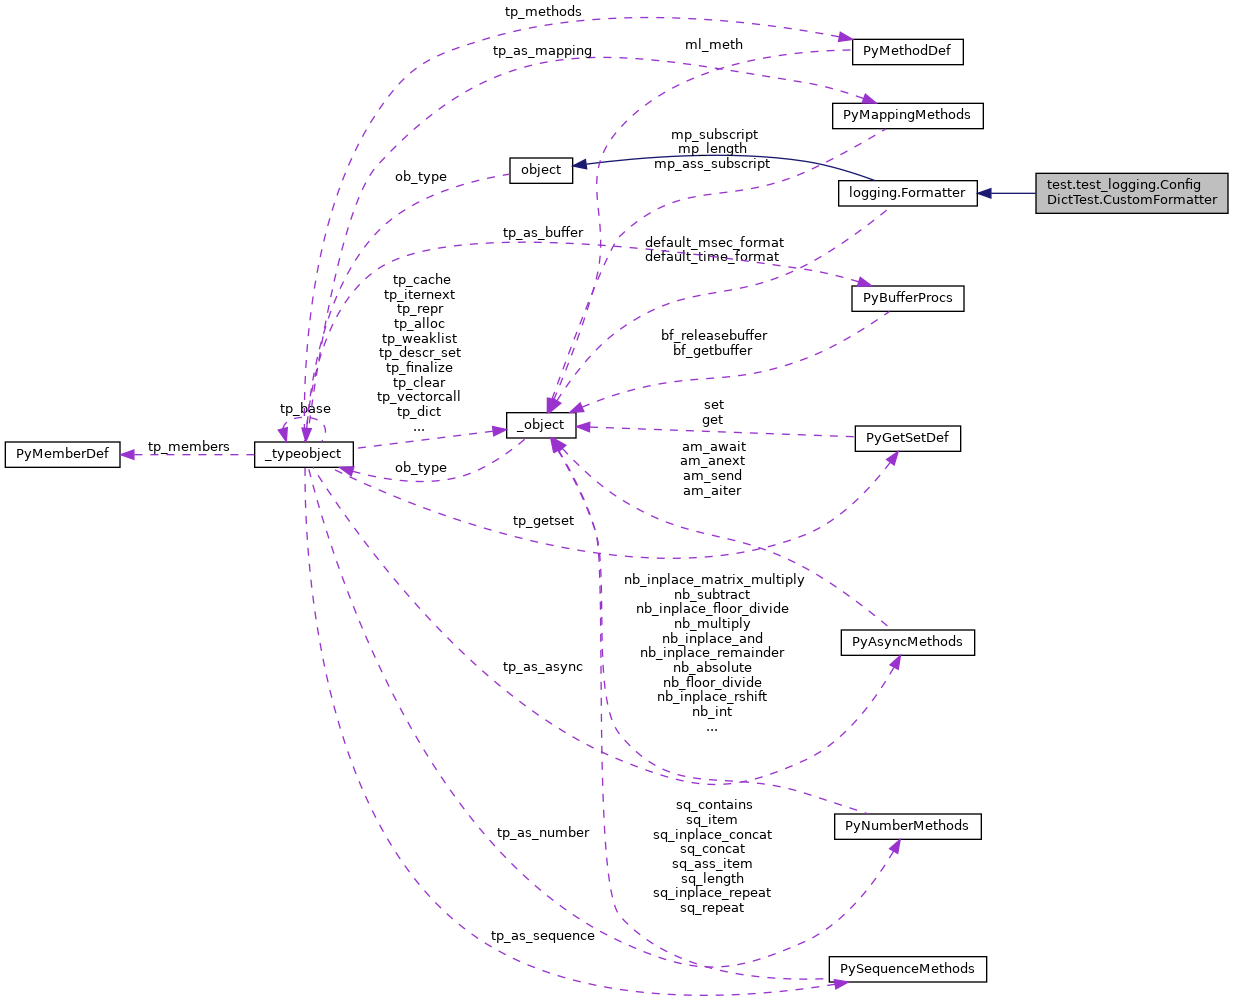 tp_methods
PyMethodDef
ml_meth
tp_as_mapping
PyMappingMethods
mp_subscript
mp_length
mp_ass_subscript
object
ob_type
logging.Formatter
test.test_logging.Config
DictTest.CustomFormatter
tp_as_buffer
default_msec_format
default_time_format
PyBufferProcs
tp_cache
tp_iternext
tp_repr
tp_alloc
tp_weaklist
tp_descr_set
tp_finalize
tp_clear
tp_vectorcall
tp_dict
...
bf_releasebuffer
bf_getbuffer
tp_base
_object
set
get
PyGetSetDef
PyMemberDef
tp_members
_typeobject
ob_type
am_await
am_anext
am_send
am_aiter
tp_getset
nb_inplace_matrix_multiply
nb_subtract
nb_inplace_floor_divide
nb_multiply
nb_inplace_and
nb_inplace_remainder
nb_absolute
nb_floor_divide
nb_inplace_rshift
nb_int
...
PyAsyncMethods
tp_as_async
sq_contains
sq_item
sq_inplace_concat
sq_concat
sq_ass_item
sq_length
sq_inplace_repeat
sq_repeat
PyNumberMethods
tp_as_number
tp_as_sequence
PySequenceMethods